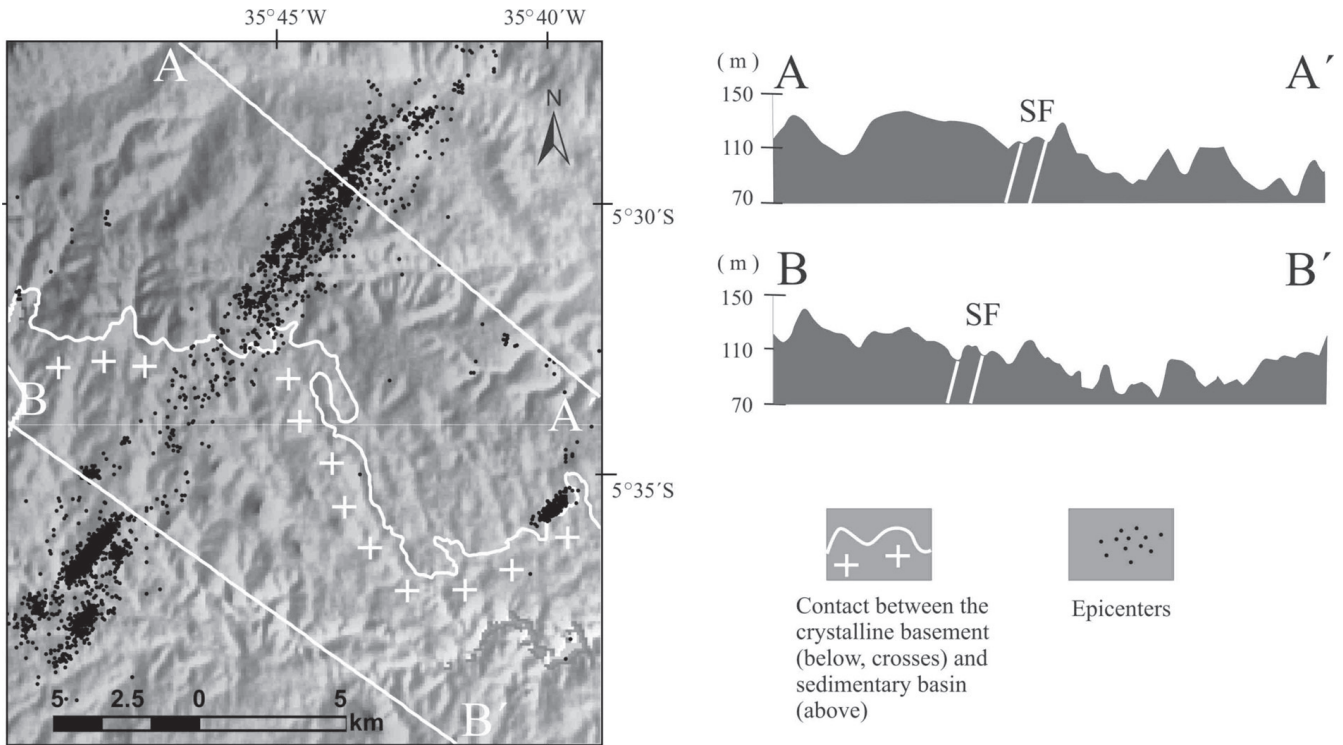 35°45´W
35°40´W
A
N
5°30´S
B
A
5°35´S
5 2.5 0 5
km
B´
(m) A A´
150
SF
110
70
(m) B B´
150
SF
110
70
Contact between the
crystalline basement
(below, crosses) and
sedimentary basin
(above)
Epicenters